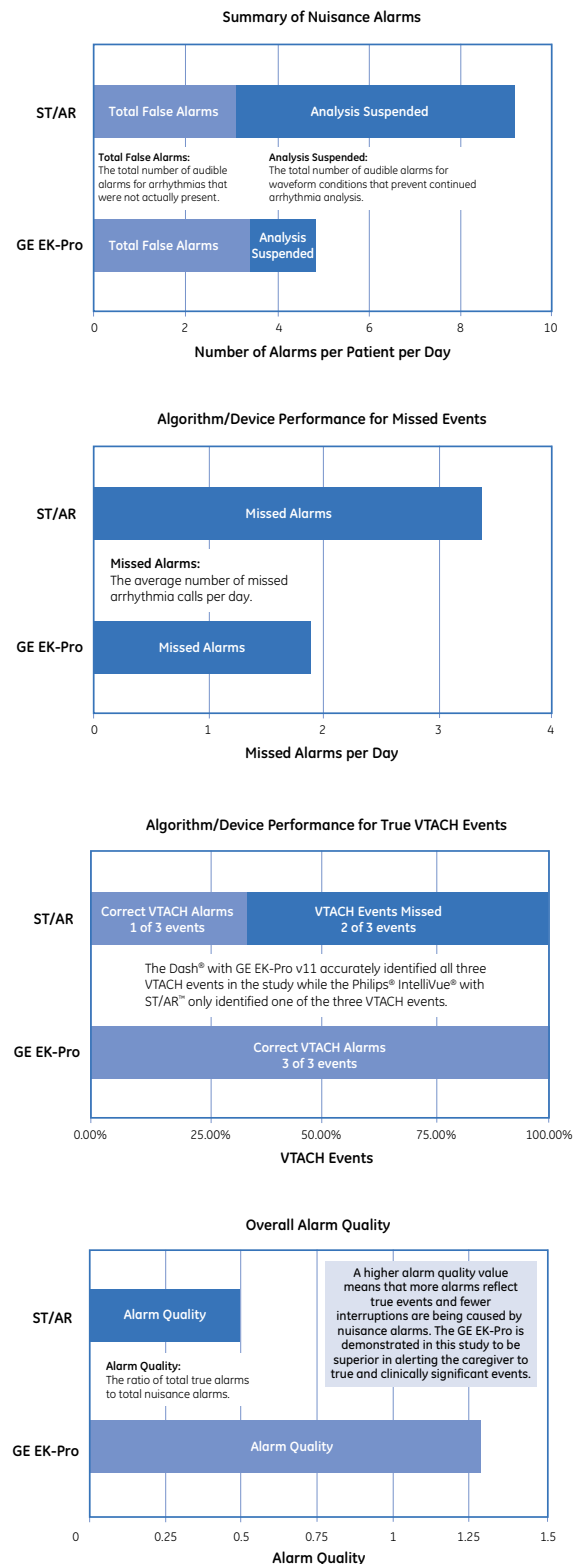 Summary of Nuisance Alarms
ST/AR
Total False Alarms
Analysis Suspended
Total False Alarms:
The total number of audible
alarms for arrhythmias that
were not actually present.
Analysis Suspended:
The total number of audible alarms for
waveform conditions that prevent continued
arrhythmia analysis.
GE EK-Pro
Total False Alarms
Analysis
Suspended
0 2 4 6 8 10
Number of Alarms per Patient per Day
Algorithm/Device Performance for Missed Events
ST/AR
Missed Alarms
Missed Alarms:
The average number of missed
arrhythmia calls per day.
GE EK-Pro
Missed Alarms
0 1 2 3 4
Missed Alarms per Day
Algorithm/Device Performance for True VTACH Events
ST/AR
Correct VTACH Alarms
1 of 3 events
VTACH Events Missed
2 of 3 events
The Dash® with GE EK-Pro v11 accurately identified all three
VTACH events in the study while the Philips® IntelliVue® with
ST/AR™ only identified one of the three VTACH events.
GE EK-Pro
Correct VTACH Alarms
3 of 3 events
0.00% 25.00% 50.00% 75.00% 100.00%
VTACH Events
Overall Alarm Quality
ST/AR
Alarm Quality
A higher alarm quality value
means that more alarms reflect
true events and fewer
interruptions are being caused by
nuisance alarms. The GE EK-Pro is
demonstrated in this study to be
superior in alerting the caregiver to
true and clinically significant events.
Alarm Quality:
The ratio of total true alarms
to total nuisance alarms.
GE EK-Pro
Alarm Quality
0 0.25 0.5 0.75 1 1.25 1.5
Alarm Quality